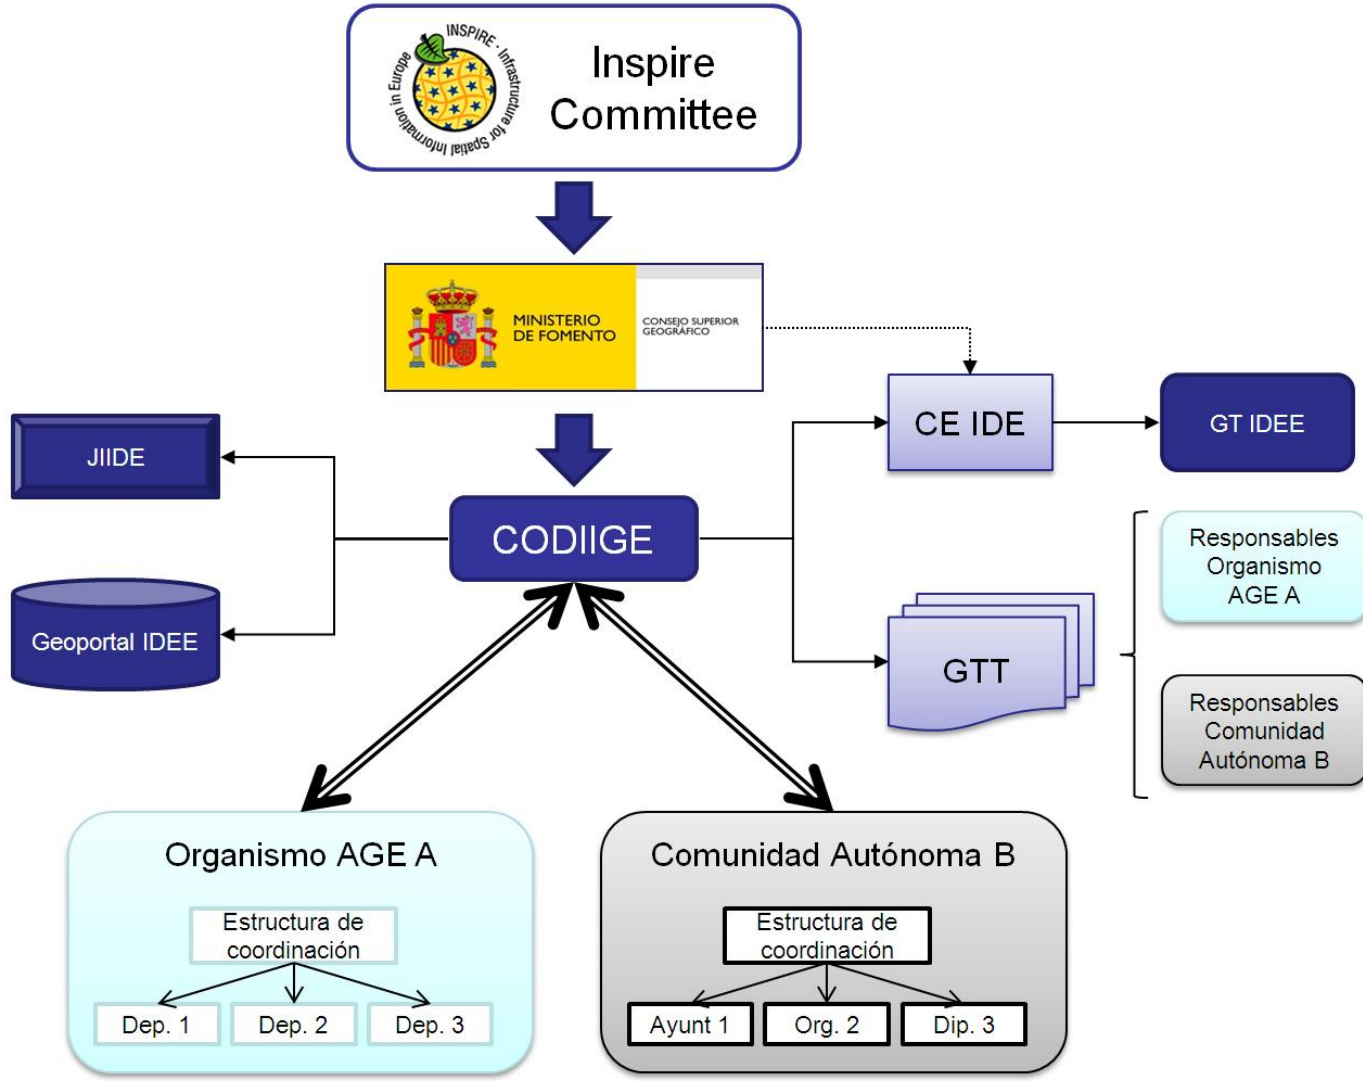 INSPIRE · Infrastructure for Spatial Information in Europe
Inspire
Committee
MINISTERIO
DE FOMENTO
CONSEJO SUPERIOR
GEOGRÁFICO
CE IDE
GT IDEE
JIIDE
CODIIGE
Geoportal IDEE
GTT
Responsables
Organismo
AGE A
Responsables
Comunidad
Autónoma B
Organismo AGE A
Estructura de
coordinación
Dep. 1
Dep. 2
Dep. 3
Comunidad Autónoma B
Estructura de
coordinación
Ayunt 1
Org. 2
Dip. 3